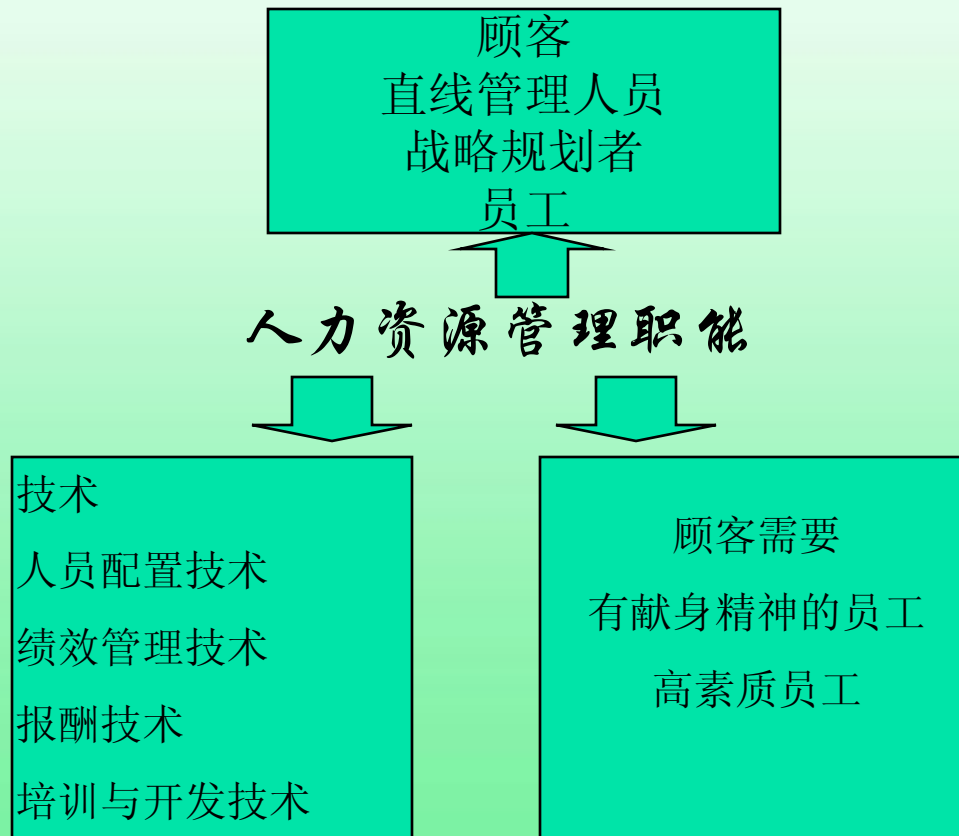 顾客
直线管理人员
战略规划者
员工
人力资源管理职能
技术
人员配置技术
绩效管理技术
报酬技术
培训与开发技术
顾客需要
有献身精神的员工
高素质员工